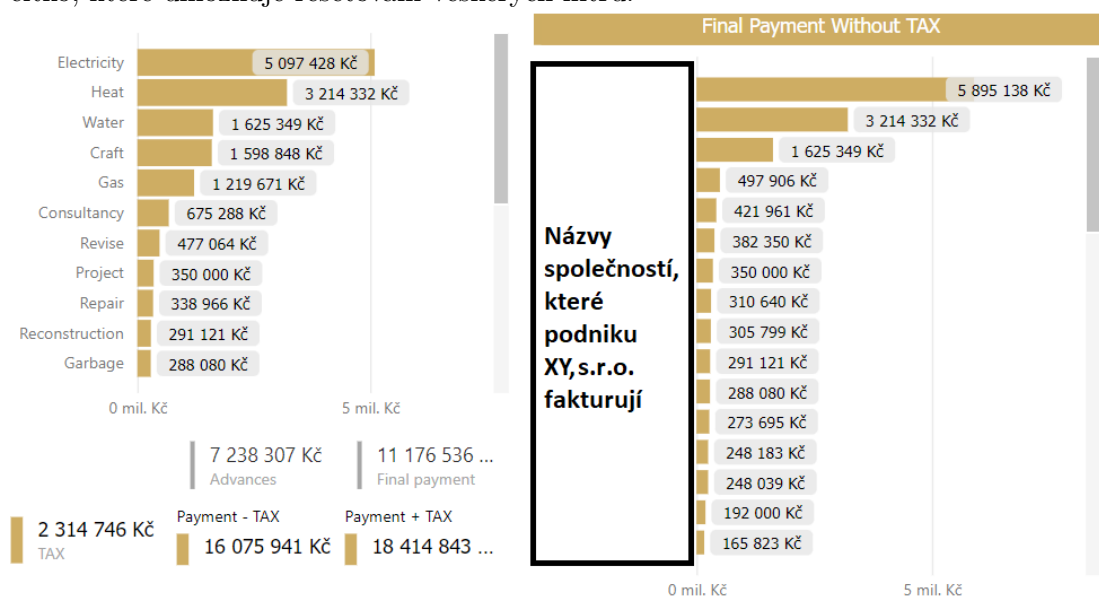 Final Payment Without TAX
Electricity 5 097 428 Kč
Heat 3 214 332 Kč
Water 1 625 349 Kč
Craft 1 598 848 Kč
Gas 1 219 671 Kč
Consultancy 675 288 Kč
Revise 477 064 Kč
Project 350 000 Kč
Repair 338 966 Kč
Reconstruction 291 121 Kč
Garbage 288 080 Kč
0 mil. Kč 5 mil. Kč
7 238 307 Kč
Advances
11 176 536 ...
Final payment
2 314 746 Kč
TAX
Payment - TAX
16 075 941 Kč
Payment + TAX
18 414 843 ...
Názvy
společností,
které
podniku
XY,s.r.o.
fakturují
5 895 138 Kč
3 214 332 Kč
1 625 349 Kč
497 906 Kč
421 961 Kč
382 350 Kč
350 000 Kč
310 640 Kč
305 799 Kč
291 121 Kč
288 080 Kč
273 695 Kč
248 183 Kč
248 039 Kč
192 000 Kč
165 823 Kč
0 mil. Kč 5 mil. Kč